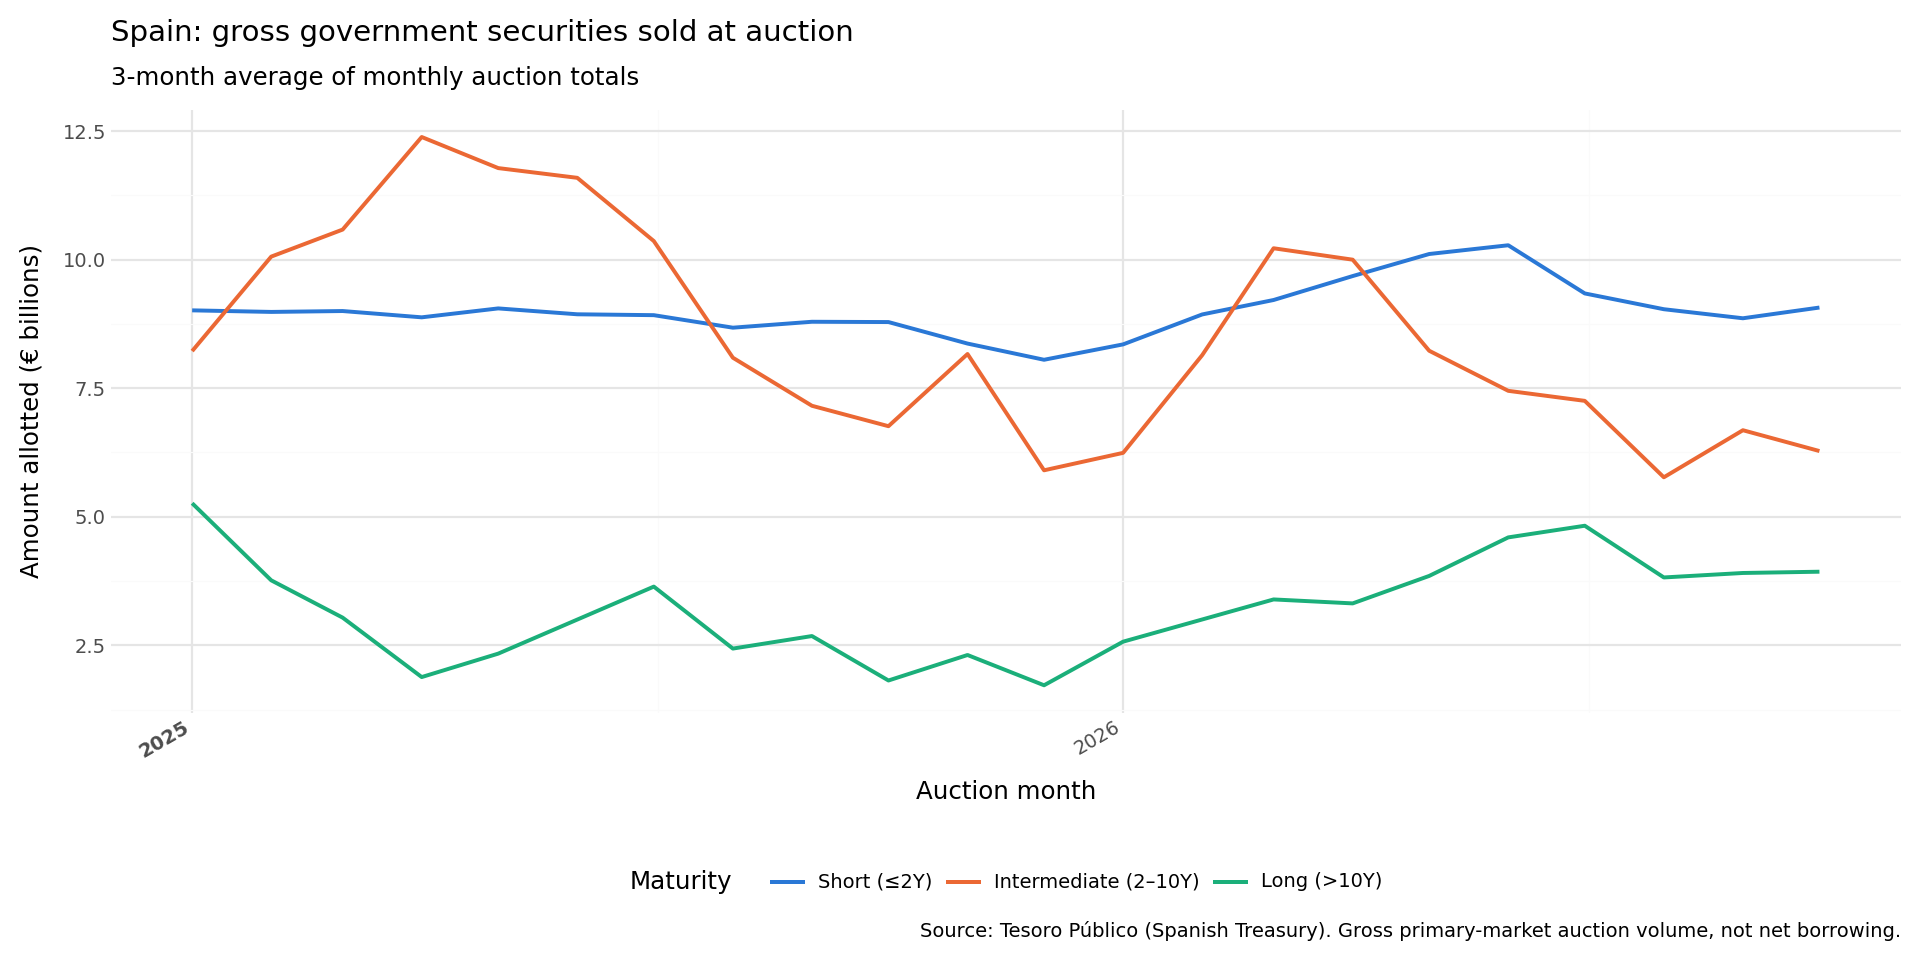 Spain: gross government securities sold at auction
3-month average of monthly auction totals
Amount allotted (€ billions)
12.5
10.0
7.5
5.0
2.5
2025
2026
Auction month
Maturity
Short (≤2Y)
Intermediate (2–10Y)
Long (>10Y)
Source: Tesoro Público (Spanish Treasury). Gross primary-market auction volume, not net borrowing.